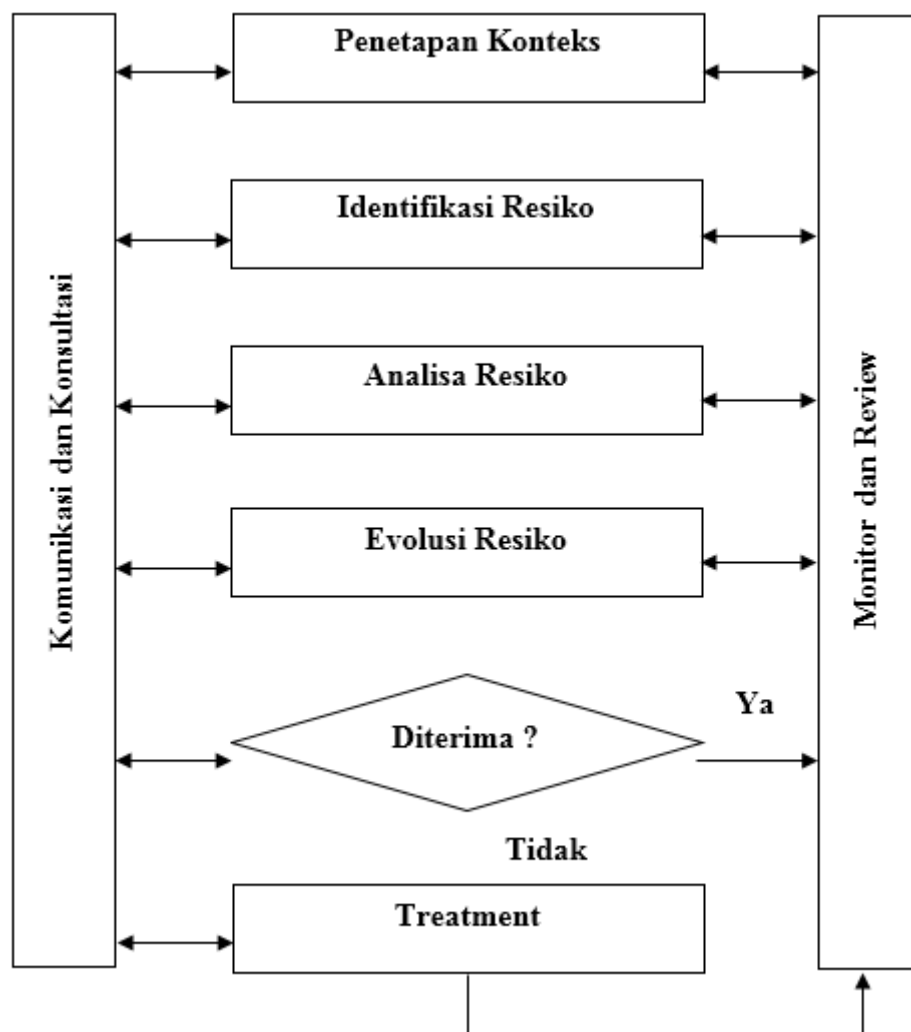 Penetapan Konteks
Identifikasi Resiko
Analisa Resiko
Evolusi Resiko
Komunikasi dan Konsultasi
Monitor dan Review
Ya
Diterima ?
Tidak
Treatment